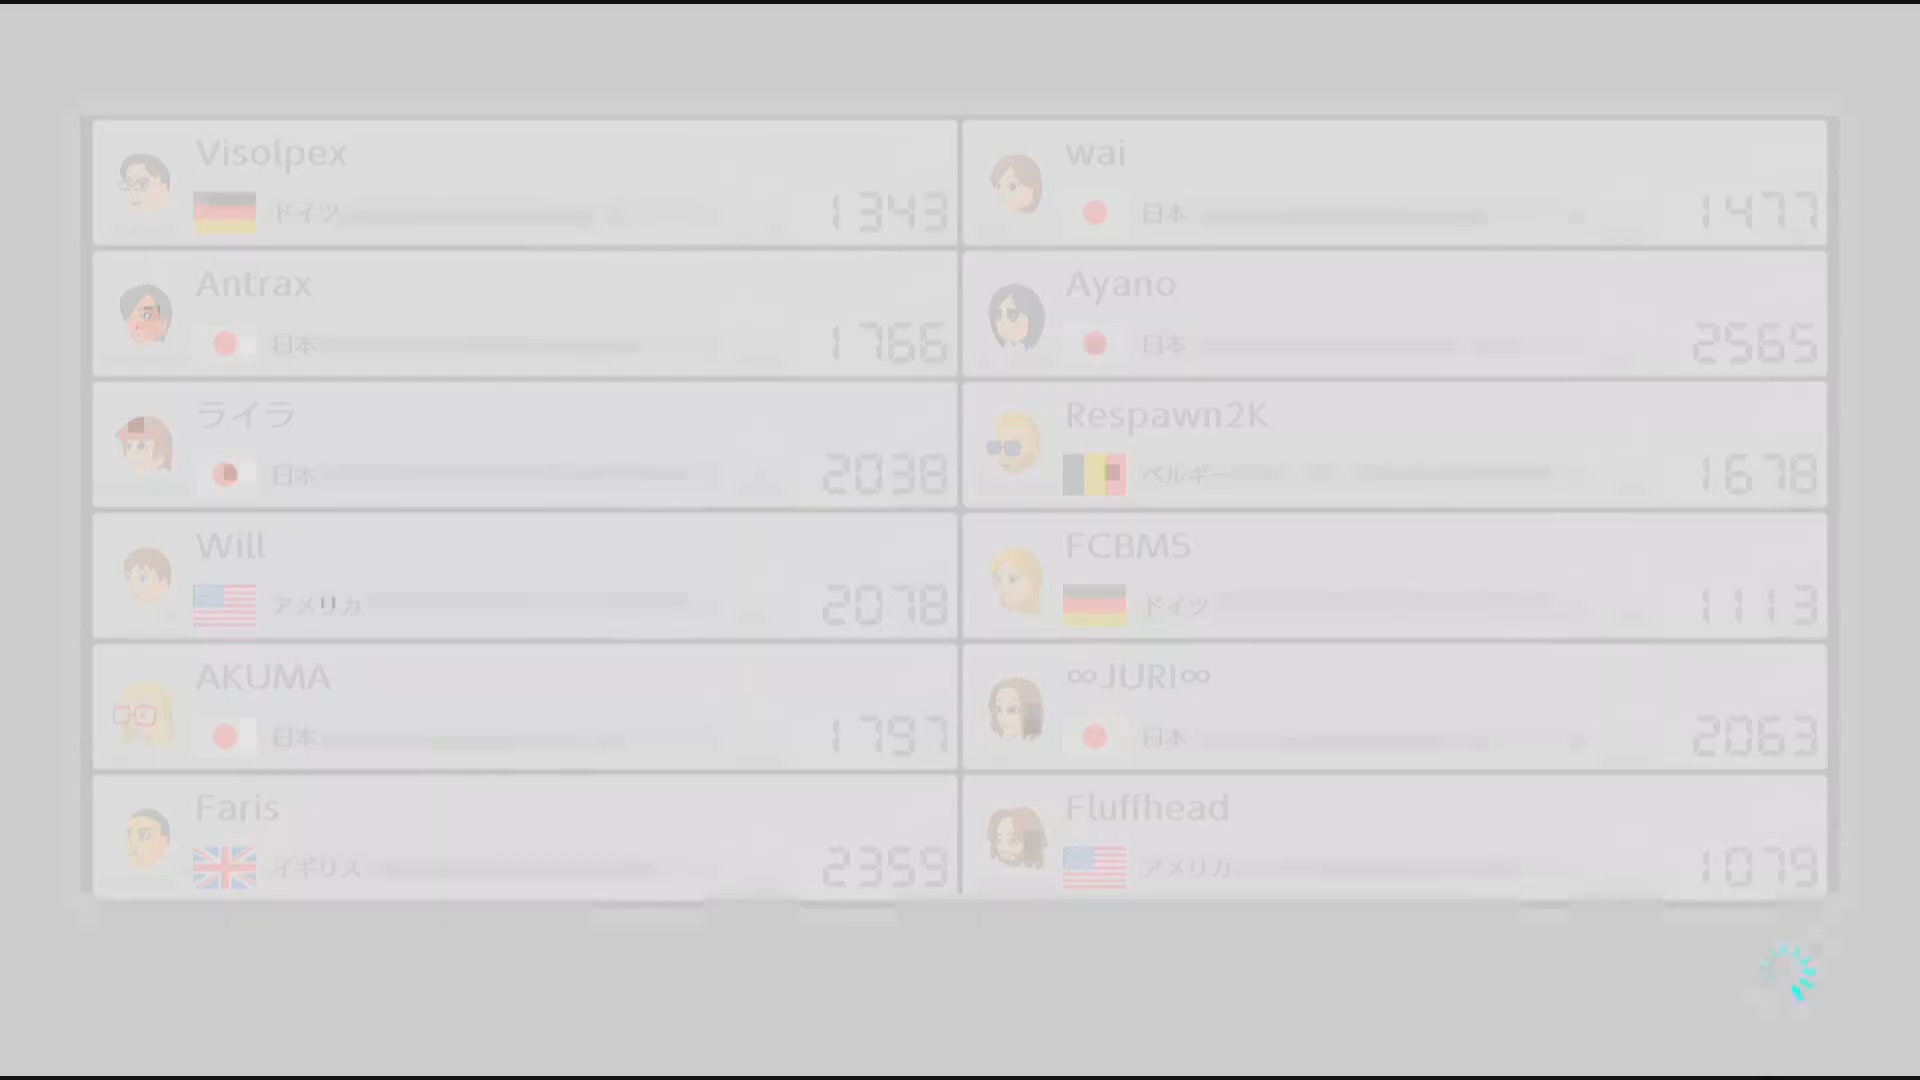 Visolpex
ドイツ 1343
wai
日本 1477
Antrax
日本 1766
Ayano
日本 2565
ライラ
日本 2038
Respawn2K
ベルギー 1678
Will
アメリカ 2078
FCBM5
ドイツ 1113
AKUMA
日本 1797
∞JURI∞
日本 2063
Faris
イギリス 2359
Fluffhead
アメリカ 1079